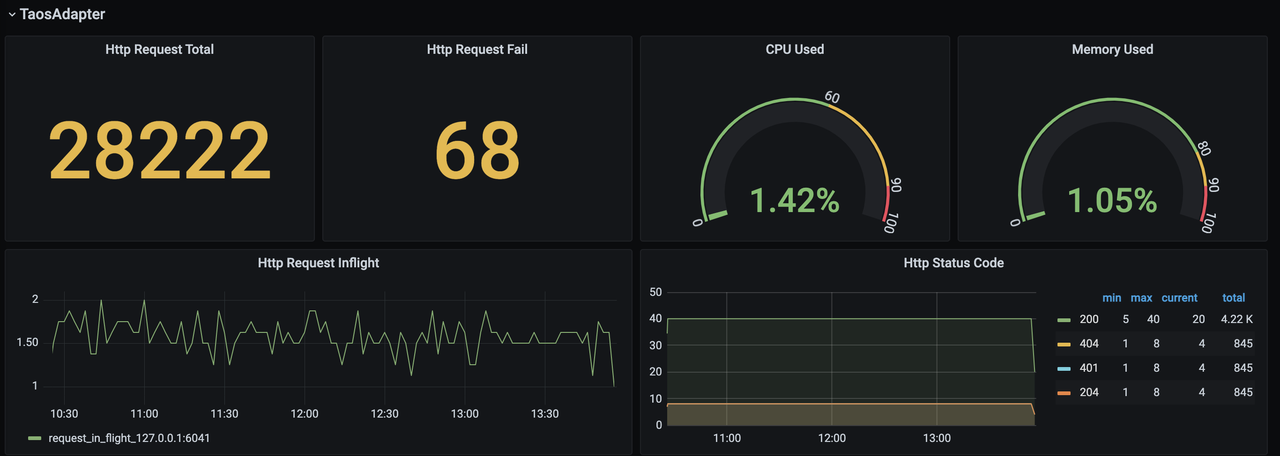 TaosAdapter
Http Request Total
28222
Http Request Fail
68
CPU Used
0
60
90
100
1.42%
Memory Used
0
80
90
100
1.05%
Http Request Inflight
2
1.50
1
10:30 11:00 11:30 12:00 12:30 13:00 13:30
request_in_flight_127.0.0.1:6041
Http Status Code
50
40
30
20
10
0
11:00 12:00 13:00
min max current total
200 5 40 20 4.22 K
404 1 8 4 845
401 1 8 4 845
204 1 8 4 845